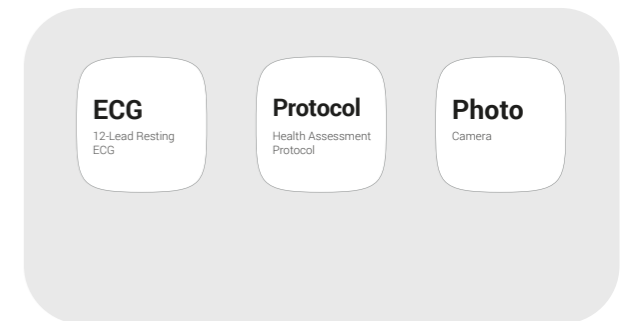 ECG
12-Lead Resting
ECG
Protocol
Health Assessment
Protocol
Photo
Camera